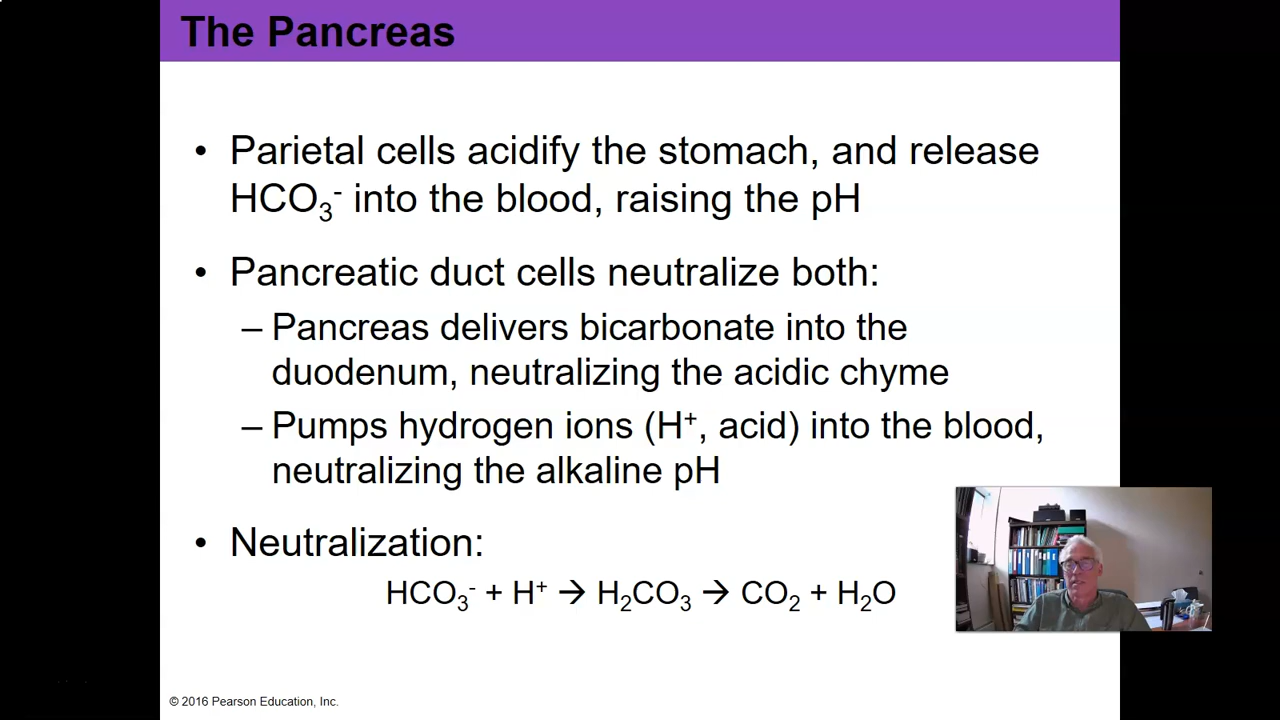 The Pancreas
• Parietal cells acidify the stomach, and release
HCO₃⁻ into the blood, raising the pH
• Pancreatic duct cells neutralize both:
– Pancreas delivers bicarbonate into the
duodenum, neutralizing the acidic chyme
– Pumps hydrogen ions (H⁺, acid) into the blood,
neutralizing the alkaline pH
• Neutralization:
HCO₃⁻ + H⁺ → H₂CO₃ → CO₂ + H₂O
© 2016 Pearson Education, Inc.